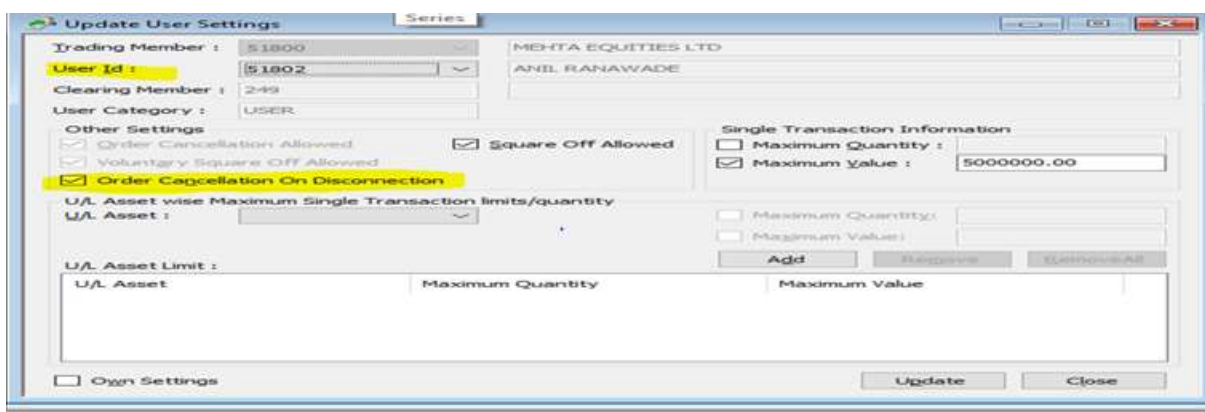 Series
Update User Settings
Trading Member : 51800 MEHTA EQUITIES LTD
User Id : 51802 ANIL RANAWADE
Clearing Member : 249
User Category : USER
Other Settings
Order Cancellation Allowed Square Off Allowed
Voluntary Square Off Allowed
Order Cancellation On Disconnection
Single Transaction Information
Maximum Quantity :
Maximum Value : 5000000.00
U/L Asset wise Maximum Single Transaction limits/quantity
U/L Asset :
Maximum Quantity:
Maximum Value:
Add Remove RemoveAll
U/L Asset Limit :
U/L Asset Maximum Quantity Maximum Value
Own Settings Update Close